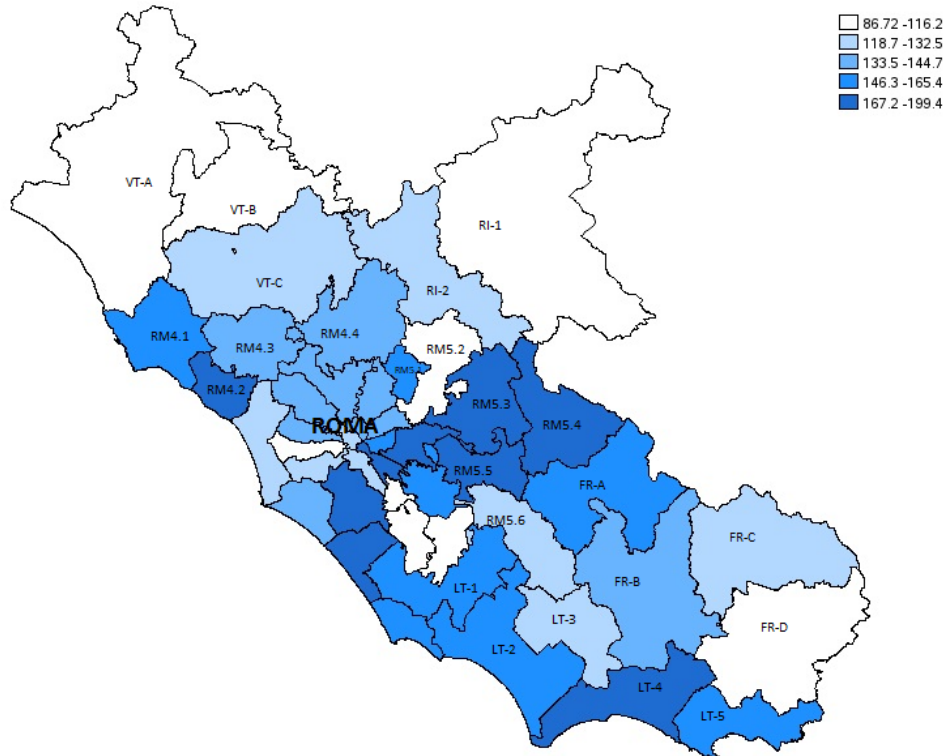 86.72 -116.2
118.7 -132.5
133.5 -144.7
146.3 -165.4
167.2 -199.4
VT-A
VT-B
RI-1
VT-C
RI-2
RM4.1
RM4.3
RM4.4
RM5.2
RM5.1
RM4.2
RM5.3
ROMA
RM5.4
RM5.5
FR-A
RM5.6
FR-C
FR-B
LT-1
LT-3
FR-D
LT-2
LT-4
LT-5